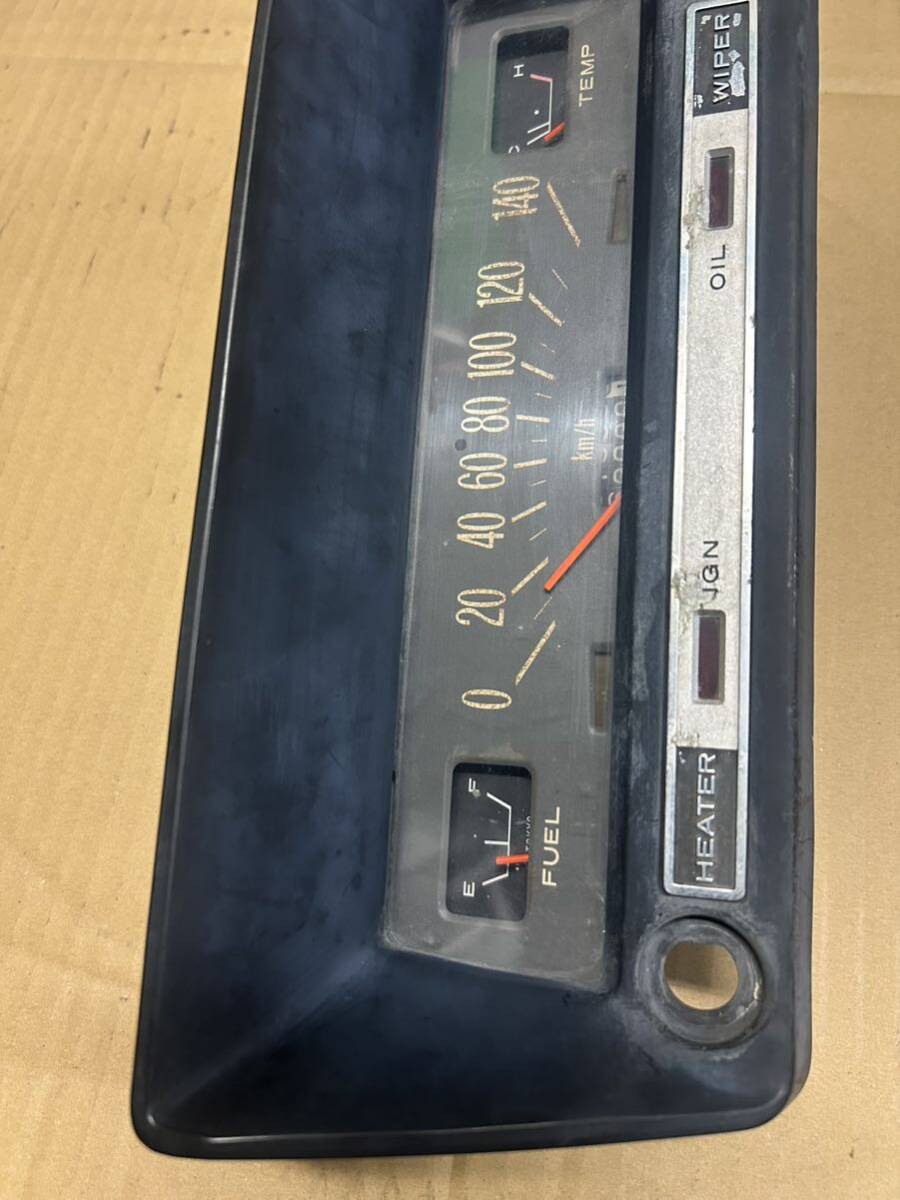 H
C
TEMP
0 20 40 60 80 100 120 140
km/h
E
F
FUEL
HEATER
IGN
OIL
WIPER